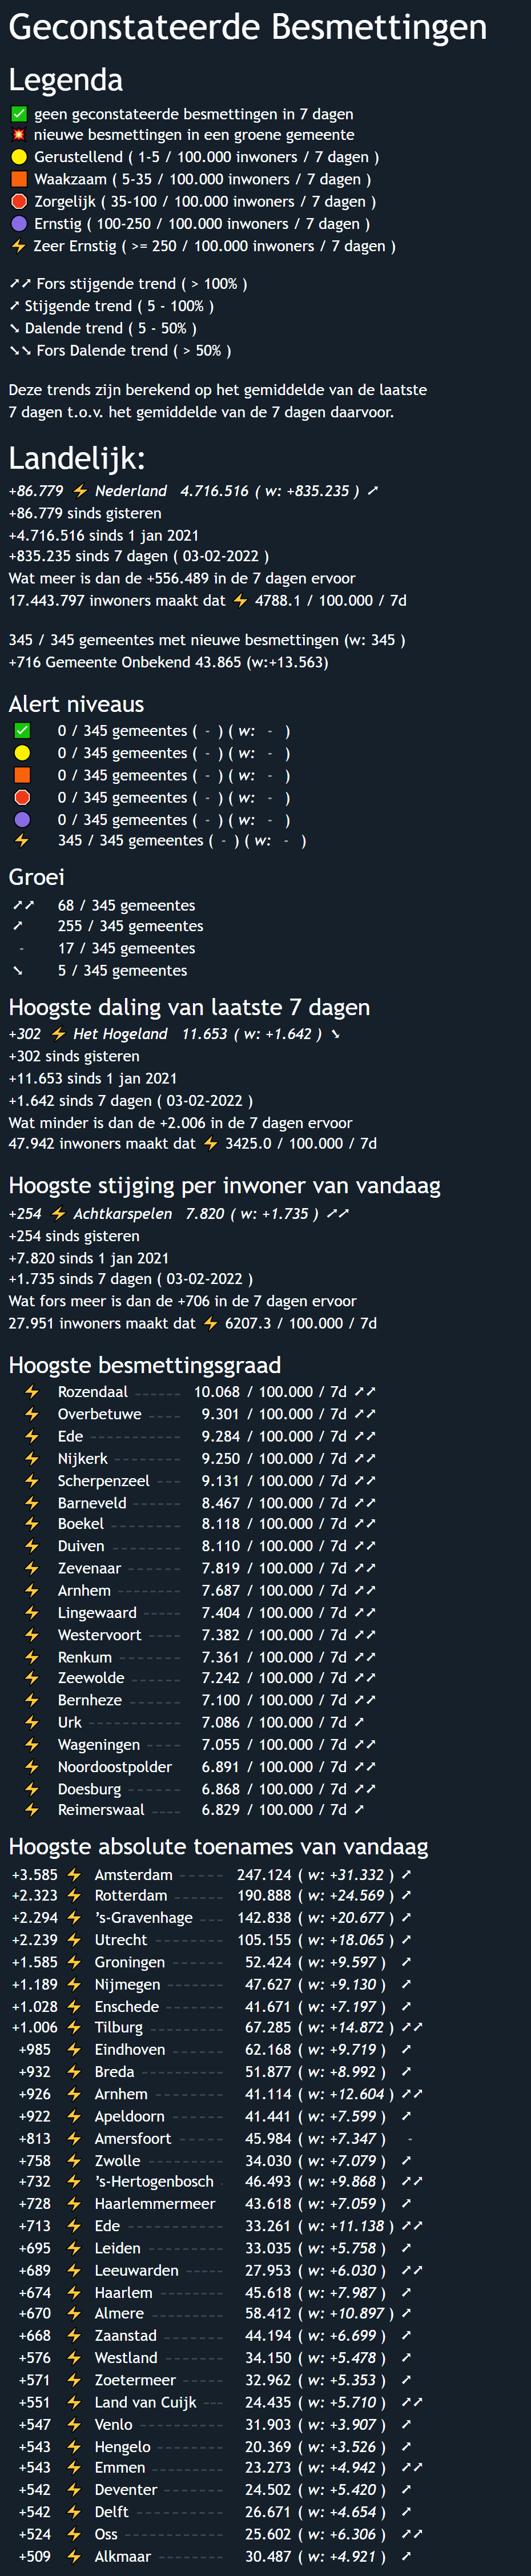 Geconstateerde Besmettingen
Legenda
✅ geen geconstateerde besmettingen in 7 dagen
💥 nieuwe besmettingen in een groene gemeente
🟡 Gerustellend ( 1-5 / 100.000 inwoners / 7 dagen )
🟧 Waakzaam ( 5-35 / 100.000 inwoners / 7 dagen )
🛑 Zorgelijk ( 35-100 / 100.000 inwoners / 7 dagen )
🟣 Ernstig ( 100-250 / 100.000 inwoners / 7 dagen )
⚡ Zeer Ernstig ( >= 250 / 100.000 inwoners / 7 dagen )
➚➚ Fors stijgende trend ( > 100% )
➚ Stijgende trend ( 5 - 100% )
➘ Dalende trend ( 5 - 50% )
➘➘ Fors Dalende trend ( > 50% )
Deze trends zijn berekend op het gemiddelde van de laatste
7 dagen t.o.v. het gemiddelde van de 7 dagen daarvoor.
Landelijk:
+86.779 ⚡ Nederland 4.716.516 ( w: +835.235 ) ➚
+86.779 sinds gisteren
+4.716.516 sinds 1 jan 2021
+835.235 sinds 7 dagen ( 03-02-2022 )
Wat meer is dan de +556.489 in de 7 dagen ervoor
17.443.797 inwoners maakt dat ⚡ 4788.1 / 100.000 / 7d
345 / 345 gemeentes met nieuwe besmettingen (w: 345 )
+716 Gemeente Onbekend 43.865 (w:+13.563)
Alert niveaus
✅ 0 / 345 gemeentes ( - ) ( w: - )
🟡 0 / 345 gemeentes ( - ) ( w: - )
🟧 0 / 345 gemeentes ( - ) ( w: - )
🛑 0 / 345 gemeentes ( - ) ( w: - )
🟣 0 / 345 gemeentes ( - ) ( w: - )
⚡ 345 / 345 gemeentes ( - ) ( w: - )
Groei
➚➚ 68 / 345 gemeentes
➚ 255 / 345 gemeentes
- 17 / 345 gemeentes
➘ 5 / 345 gemeentes
Hoogste daling van laatste 7 dagen
+302 ⚡ Het Hogeland 11.653 ( w: +1.642 ) ➘
+302 sinds gisteren
+11.653 sinds 1 jan 2021
+1.642 sinds 7 dagen ( 03-02-2022 )
Wat minder is dan de +2.006 in de 7 dagen ervoor
47.942 inwoners maakt dat ⚡ 3425.0 / 100.000 / 7d
Hoogste stijging per inwoner van vandaag
+254 ⚡ Achtkarspelen 7.820 ( w: +1.735 ) ➚➚
+254 sinds gisteren
+7.820 sinds 1 jan 2021
+1.735 sinds 7 dagen ( 03-02-2022 )
Wat fors meer is dan de +706 in de 7 dagen ervoor
27.951 inwoners maakt dat ⚡ 6207.3 / 100.000 / 7d
Hoogste besmettingsgraad
⚡ Rozendaal ------ 10.068 / 100.000 / 7d ➚➚
⚡ Overbetuwe ---- 9.301 / 100.000 / 7d ➚➚
⚡ Ede ------------ 9.284 / 100.000 / 7d ➚➚
⚡ Nijkerk -------- 9.250 / 100.000 / 7d ➚➚
⚡ Scherpenzeel --- 9.131 / 100.000 / 7d ➚➚
⚡ Barneveld ------ 8.467 / 100.000 / 7d ➚➚
⚡ Boekel --------- 8.118 / 100.000 / 7d ➚➚
⚡ Duiven --------- 8.110 / 100.000 / 7d ➚➚
⚡ Zevenaar ------- 7.819 / 100.000 / 7d ➚➚
⚡ Arnhem -------- 7.687 / 100.000 / 7d ➚➚
⚡ Lingewaard ----- 7.404 / 100.000 / 7d ➚➚
⚡ Westervoort ---- 7.382 / 100.000 / 7d ➚➚
⚡ Renkum -------- 7.361 / 100.000 / 7d ➚➚
⚡ Zeewolde ------ 7.242 / 100.000 / 7d ➚➚
⚡ Bernheze ------- 7.100 / 100.000 / 7d ➚➚
⚡ Urk ------------ 7.086 / 100.000 / 7d ➚
⚡ Wageningen ---- 7.055 / 100.000 / 7d ➚➚
⚡ Noordoostpolder 6.891 / 100.000 / 7d ➚➚
⚡ Doesburg ------- 6.868 / 100.000 / 7d ➚➚
⚡ Reimerswaal ---- 6.829 / 100.000 / 7d ➚
Hoogste absolute toenames van vandaag
+3.585 ⚡ Amsterdam ------ 247.124 ( w: +31.332 ) ➚
+2.323 ⚡ Rotterdam ------ 190.888 ( w: +24.569 ) ➚
+2.294 ⚡ 's-Gravenhage --- 142.838 ( w: +20.677 ) ➚
+2.239 ⚡ Utrecht --------- 105.155 ( w: +18.065 ) ➚
+1.585 ⚡ Groningen ------ 52.424 ( w: +9.597 ) ➚
+1.189 ⚡ Nijmegen ------- 47.627 ( w: +9.130 ) ➚
+1.028 ⚡ Enschede ------- 41.671 ( w: +7.197 ) ➚
+1.006 ⚡ Tilburg --------- 67.285 ( w: +14.872 ) ➚➚
+985 ⚡ Eindhoven ------ 62.168 ( w: +9.719 ) ➚
+932 ⚡ Breda ---------- 51.877 ( w: +8.992 ) ➚
+926 ⚡ Arnhem -------- 41.114 ( w: +12.604 ) ➚➚
+922 ⚡ Apeldoorn ------ 41.441 ( w: +7.599 ) ➚
+813 ⚡ Amersfoort ----- 45.984 ( w: +7.347 ) -
+758 ⚡ Zwolle --------- 34.030 ( w: +7.079 ) ➚
+732 ⚡ 's-Hertogenbosch - 46.493 ( w: +9.868 ) ➚➚
+728 ⚡ Haarlemmermeer 43.618 ( w: +7.059 ) ➚
+713 ⚡ Ede ------------ 33.261 ( w: +11.138 ) ➚➚
+695 ⚡ Leiden --------- 33.035 ( w: +5.758 ) ➚
+689 ⚡ Leeuwarden ----- 27.953 ( w: +6.030 ) ➚➚
+674 ⚡ Haarlem -------- 45.618 ( w: +7.987 ) ➚
+670 ⚡ Almere --------- 58.412 ( w: +10.897 ) ➚
+668 ⚡ Zaanstad ------- 44.194 ( w: +6.699 ) ➚
+576 ⚡ Westland ------- 34.150 ( w: +5.478 ) ➚
+571 ⚡ Zoetermeer ----- 32.962 ( w: +5.353 ) ➚
+551 ⚡ Land van Cuijk --- 24.435 ( w: +5.710 ) ➚➚
+547 ⚡ Venlo ---------- 31.903 ( w: +3.907 ) ➚
+543 ⚡ Hengelo -------- 20.369 ( w: +3.526 ) ➚
+543 ⚡ Emmen --------- 23.273 ( w: +4.942 ) ➚➚
+542 ⚡ Deventer ------- 24.502 ( w: +5.420 ) ➚
+542 ⚡ Delft ----------- 26.671 ( w: +4.654 ) ➚
+524 ⚡ Oss ------------ 25.602 ( w: +6.306 ) ➚➚
+509 ⚡ Alkmaar -------- 30.487 ( w: +4.921 ) ➚